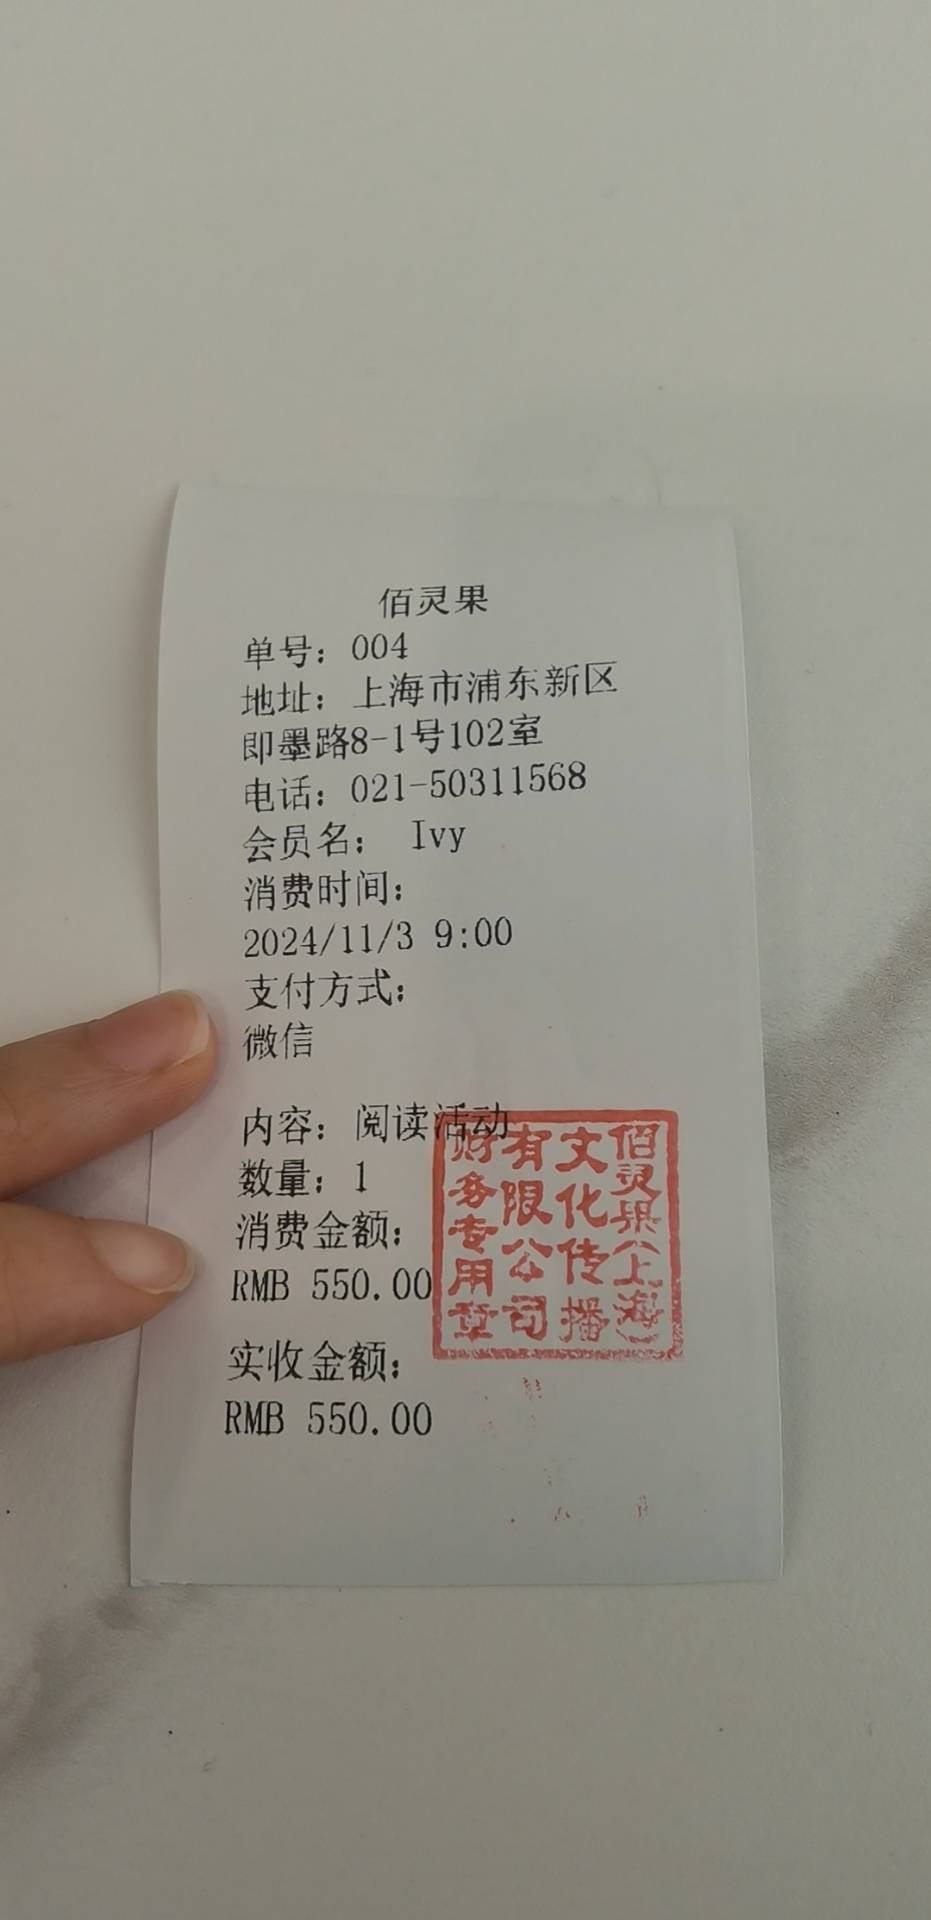 佰灵果
单号：004
地址：上海市浦东新区
即墨路8-1号102室
电话：021-50311568
会员名： Ivy
消费时间：
2024/11/3 9:00
支付方式：
微信
内容：阅读活动
数量：1
消费金额：
RMB 550.00
实收金额：
RMB 550.00
佰灵果（上海）
文化传播
有限公司
财务专用章